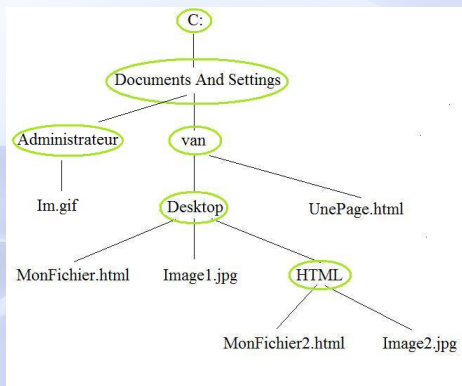 C:
Documents And Settings
Administrateur
van
Im.gif
Desktop
UnePage.html
MonFichier.html
Image1.jpg
HTML
MonFichier2.html
Image2.jpg